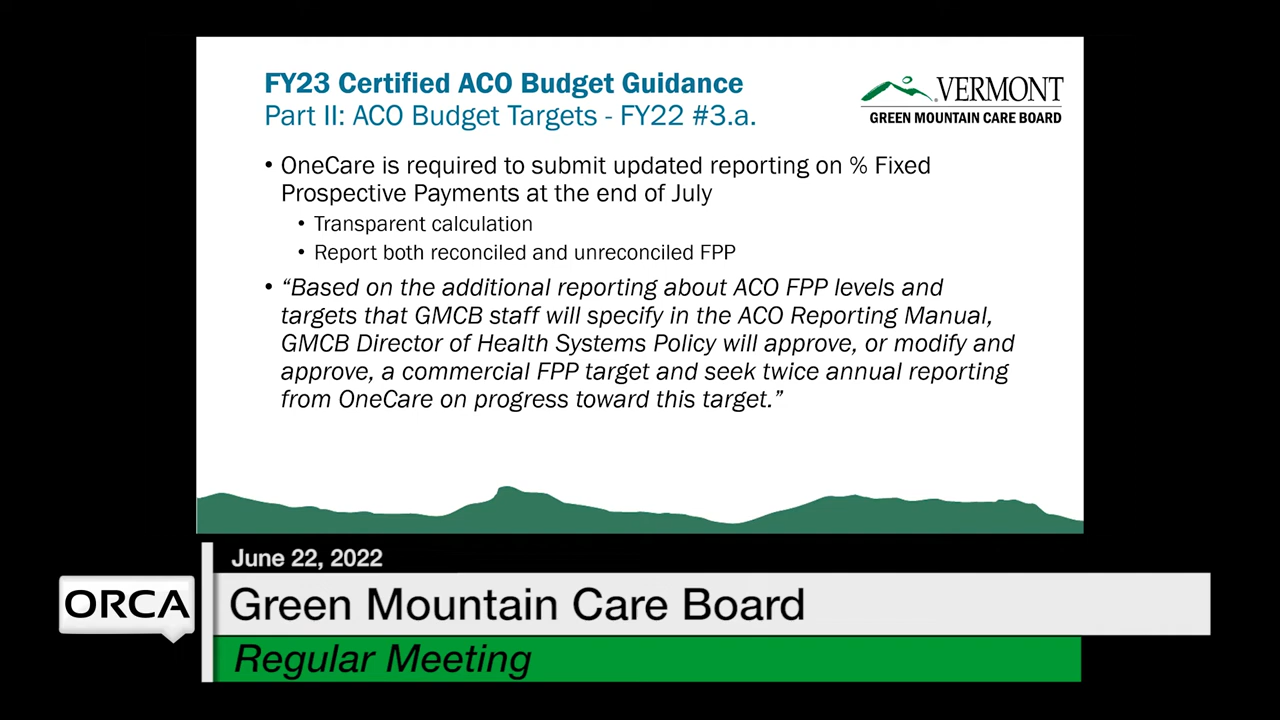 FY23 Certified ACO Budget Guidance
Part II: ACO Budget Targets - FY22 #3.a.
VERMONT
GREEN MOUNTAIN CARE BOARD
• OneCare is required to submit updated reporting on % Fixed
Prospective Payments at the end of July
• Transparent calculation
• Report both reconciled and unreconciled FPP
• “Based on the additional reporting about ACO FPP levels and
targets that GMCB staff will specify in the ACO Reporting Manual,
GMCB Director of Health Systems Policy will approve, or modify and
approve, a commercial FPP target and seek twice annual reporting
from OneCare on progress toward this target.”
June 22, 2022
ORCA
Green Mountain Care Board
Regular Meeting